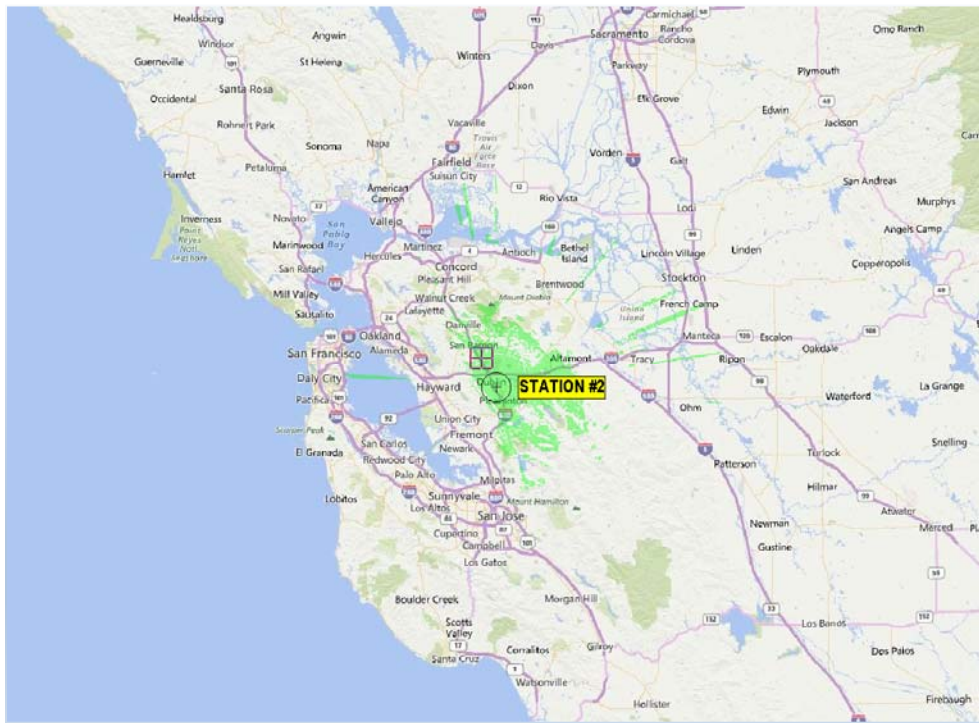 Healdsburg
Windsor
Angwin
St Helena
Guerneville
Santa Rosa
Occidental
Rohnert Park
Sonoma
Napa
Petaluma
Hamlet
Inverness
Novato
Marinwood
San Rafael
Mill Valley
Sausalito
San
Pablo
Bay
Winters
Davis
Dixon
Vacaville
Travis
Air
Force
Base
Fairfield
Suisun City
American
Canyon
Vallejo
Rio Vista
Sacramento
Parkway
Carmichael
Rancho
Cordova
Elk Grove
Vorden
Galt
Lodi
Omo Ranch
Plymouth
Edwin
Jackson
San Andreas
Murphys
Angels Camp
Copperopolis
Linden
Lincoln Village
Stockton
French Camp
Union
Island
Manteca
Escalon
Oakdale
Ripon
Waterford
La Grange
Martinez
Hercules
Concord
Pleasant Hill
Antioch
Bethel
Island
Brentwood
Walnut Creek
Lafayette
Mount Diablo
Danville
San Ramon
Oakland
Alameda
San Francisco
Daly City
Pacifica
Hayward
Dublin
Pleasanton
STATION #2
Altamont
Tracy
Ohm
Union City
Fremont
Newark
Milpitas
San Carlos
Redwood City
Palo Alto
El Granada
Lobitos
Sunnyvale
Los Altos
Mount Hamilton
San Jose
Cupertino
Campbell
Los Gatos
Patterson
Turlock
Snelling
Hilmar
Atwater
Merced
Newman
Gustine
Boulder Creek
Morgan Hill
Scotts
Valley
Santa Cruz
Corralitos
Watsonville
Gilroy
Hollister
Los Banos
Dos Palos
Firebaugh